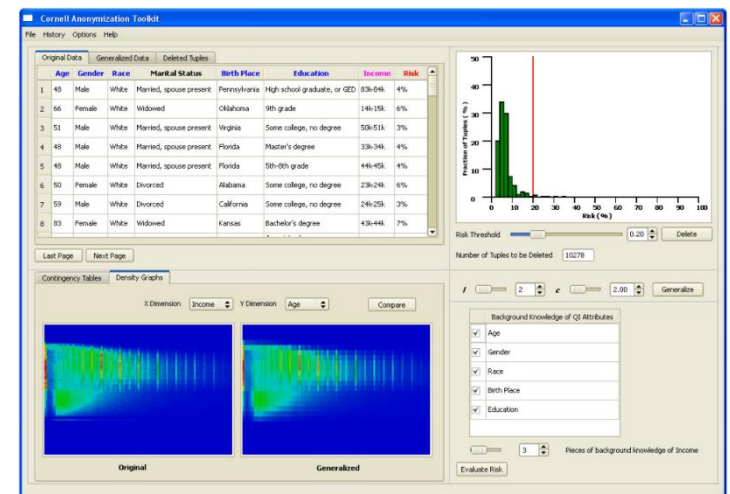 Cornell Anonymization Toolkit
File History Options Help
Original Data Generalized Data Deleted Tuples
Age Gender Race Marital Status Birth Place Education Income Risk
1 48 Male White Married, spouse present Pennsylvania High school graduate, or GED 83k-84k 4%
2 66 Female White Widowed Oklahoma 9th grade 14k-15k 6%
3 51 Male White Married, spouse present Virginia Some college, no degree 50k-51k 3%
4 48 Male White Married, spouse present Florida Master's degree 33k-34k 4%
5 48 Male White Married, spouse present Florida 5th-8th grade 44k-45k 4%
6 50 Female White Divorced Alabama Some college, no degree 23k-24k 6%
7 59 Male White Divorced California Some college, no degree 24k-25k 3%
8 83 Female White Widowed Kansas Bachelor's degree 43k-44k 7%
Last Page Next Page
Fraction of Tuples (%)
50
40
30
20
10
0
0 10 20 30 40 50 60 70 80 90 100
Risk (%)
Risk Threshold 0.20 Delete
Number of Tuples to be Deleted 10278
Contingency Tables Density Graphs
X Dimension Income Y Dimension Age Compare
Original Generalized
l 2 c 2.00 Generalize
Background Knowledge of QI Attributes
Age
Gender
Race
Birth Place
Education
3 Pieces of background knowledge of Income
Evaluate Risk